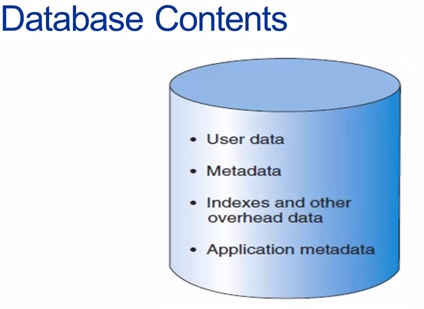 Database Contents
• User data
• Metadata
• Indexes and other
overhead data
• Application metadata